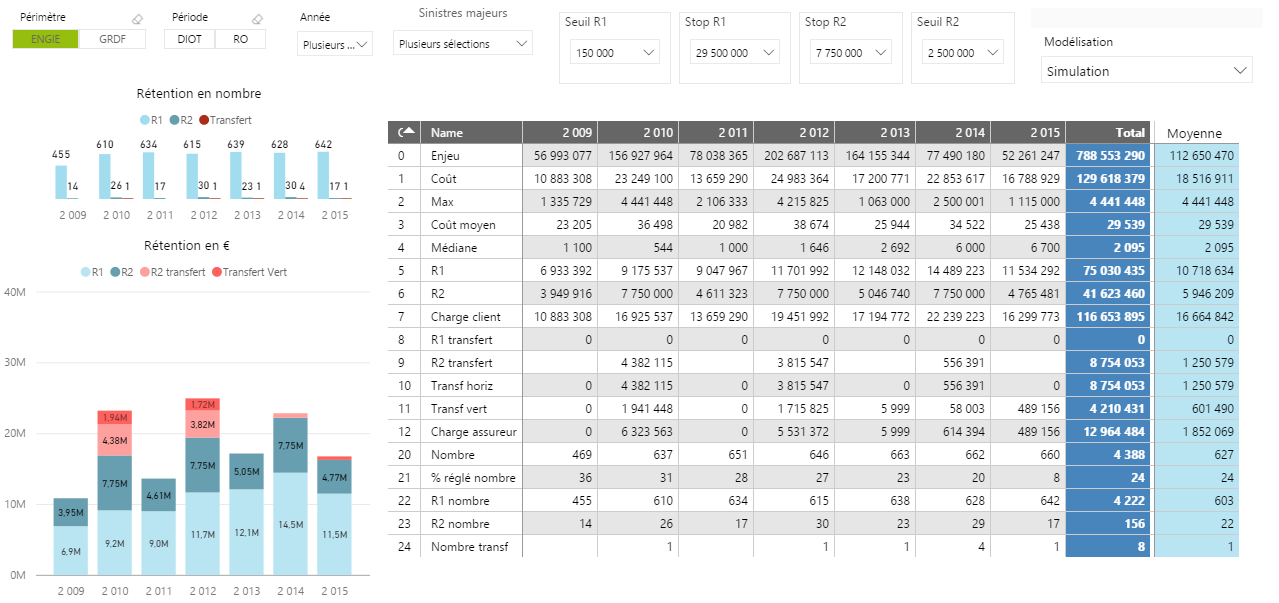 Périmètre
ENGIE GRDF
Période
DIOT RO
Année
Plusieurs ...
Sinistres majeurs
Plusieurs sélections
Seuil R1
150 000
Stop R1
29 500 000
Stop R2
7 750 000
Seuil R2
2 500 000
Modélisation
Simulation
Rétention en nombre
R1 R2 Transfert
455 610 634 615 639 628 642
14 26 1 17 30 1 23 1 30 4 17 1
2 009 2 010 2 011 2 012 2 013 2 014 2 015
Rétention en €
R1 R2 R2 transfert Transfert Vert
40M
30M
20M
10M
0M
3,95M
6,9M
1,94M
4,38M
7,75M
9,2M
4,61M
9,0M
1,72M
3,82M
7,75M
11,7M
5,05M
12,1M
7,75M
14,5M
4,77M
11,5M
2 009 2 010 2 011 2 012 2 013 2 014 2 015
Name 2 009 2 010 2 011 2 012 2 013 2 014 2 015 Total Moyenne
0 Enjeu 56 993 077 156 927 964 78 038 365 202 687 113 164 155 344 77 490 180 52 261 247 788 553 290 112 650 470
1 Coût 10 883 308 23 249 100 13 659 290 24 983 364 17 200 771 22 853 617 16 788 929 129 618 379 18 516 911
2 Max 1 335 729 4 441 448 2 106 333 4 215 825 1 063 000 2 500 001 1 115 000 4 441 448 4 441 448
3 Coût moyen 23 205 36 498 20 982 38 674 25 944 34 522 25 438 29 539 29 539
4 Médiane 1 100 544 1 000 1 646 2 692 6 000 6 700 2 095 2 095
5 R1 6 933 392 9 175 537 9 047 967 11 701 992 12 148 032 14 489 223 11 534 292 75 030 435 10 718 634
6 R2 3 949 916 7 750 000 4 611 323 7 750 000 5 046 740 7 750 000 4 765 481 41 623 460 5 946 209
7 Charge client 10 883 308 16 925 537 13 659 290 19 451 992 17 194 772 22 239 223 16 299 773 116 653 895 16 664 842
8 R1 transfert 0 0 0 0 0 0 0 0 0
9 R2 transfert 4 382 115 3 815 547 556 391 8 754 053 1 250 579
10 Transf horiz 0 4 382 115 0 3 815 547 0 556 391 0 8 754 053 1 250 579
11 Transf vert 0 1 941 448 0 1 715 825 5 999 58 003 489 156 4 210 431 601 490
12 Charge assureur 0 6 323 563 0 5 531 372 5 999 614 394 489 156 12 964 484 1 852 069
20 Nombre 469 637 651 646 663 662 660 4 388 627
21 % réglé nombre 36 31 28 27 23 20 8 24 24
22 R1 nombre 455 610 634 615 638 628 642 4 222 603
23 R2 nombre 14 26 17 30 23 29 17 156 22
24 Nombre transf 1 1 1 4 1 8 1